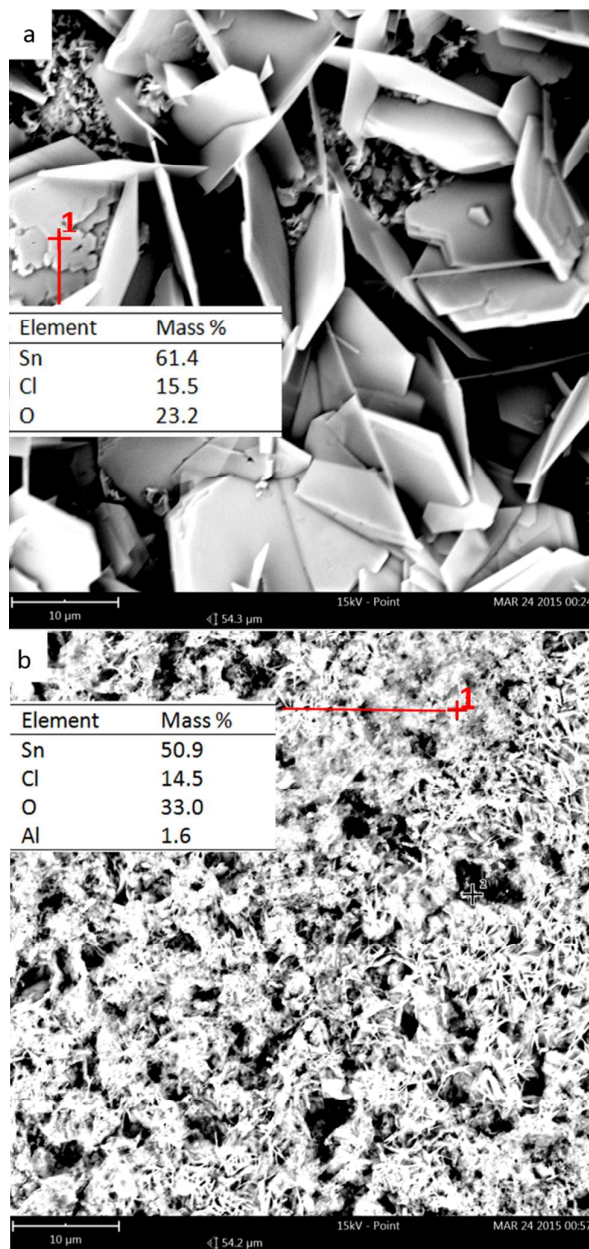 a
1
Element Mass %
Sn 61.4
Cl 15.5
O 23.2
10 µm 54.3 µm 15kV - Point MAR 24 2015 00:24
b
1
Element Mass %
Sn 50.9
Cl 14.5
O 33.0
Al 1.6
2
10 µm 54.2 µm 15kV - Point MAR 24 2015 00:57